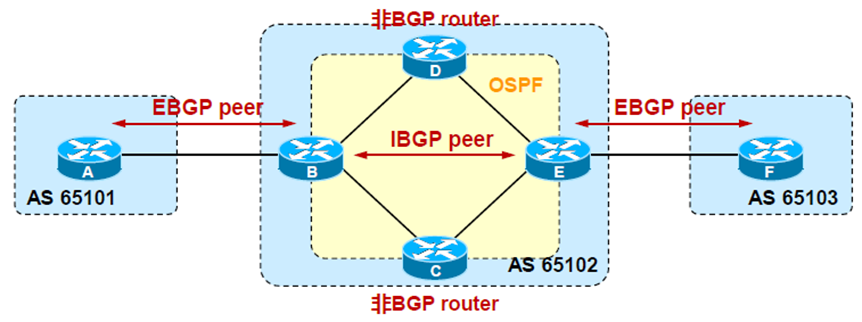 非BGP router
D
OSPF
EBGP peer
EBGP peer
IBGP peer
A
B
E
F
AS 65101
AS 65103
C
AS 65102
非BGP router